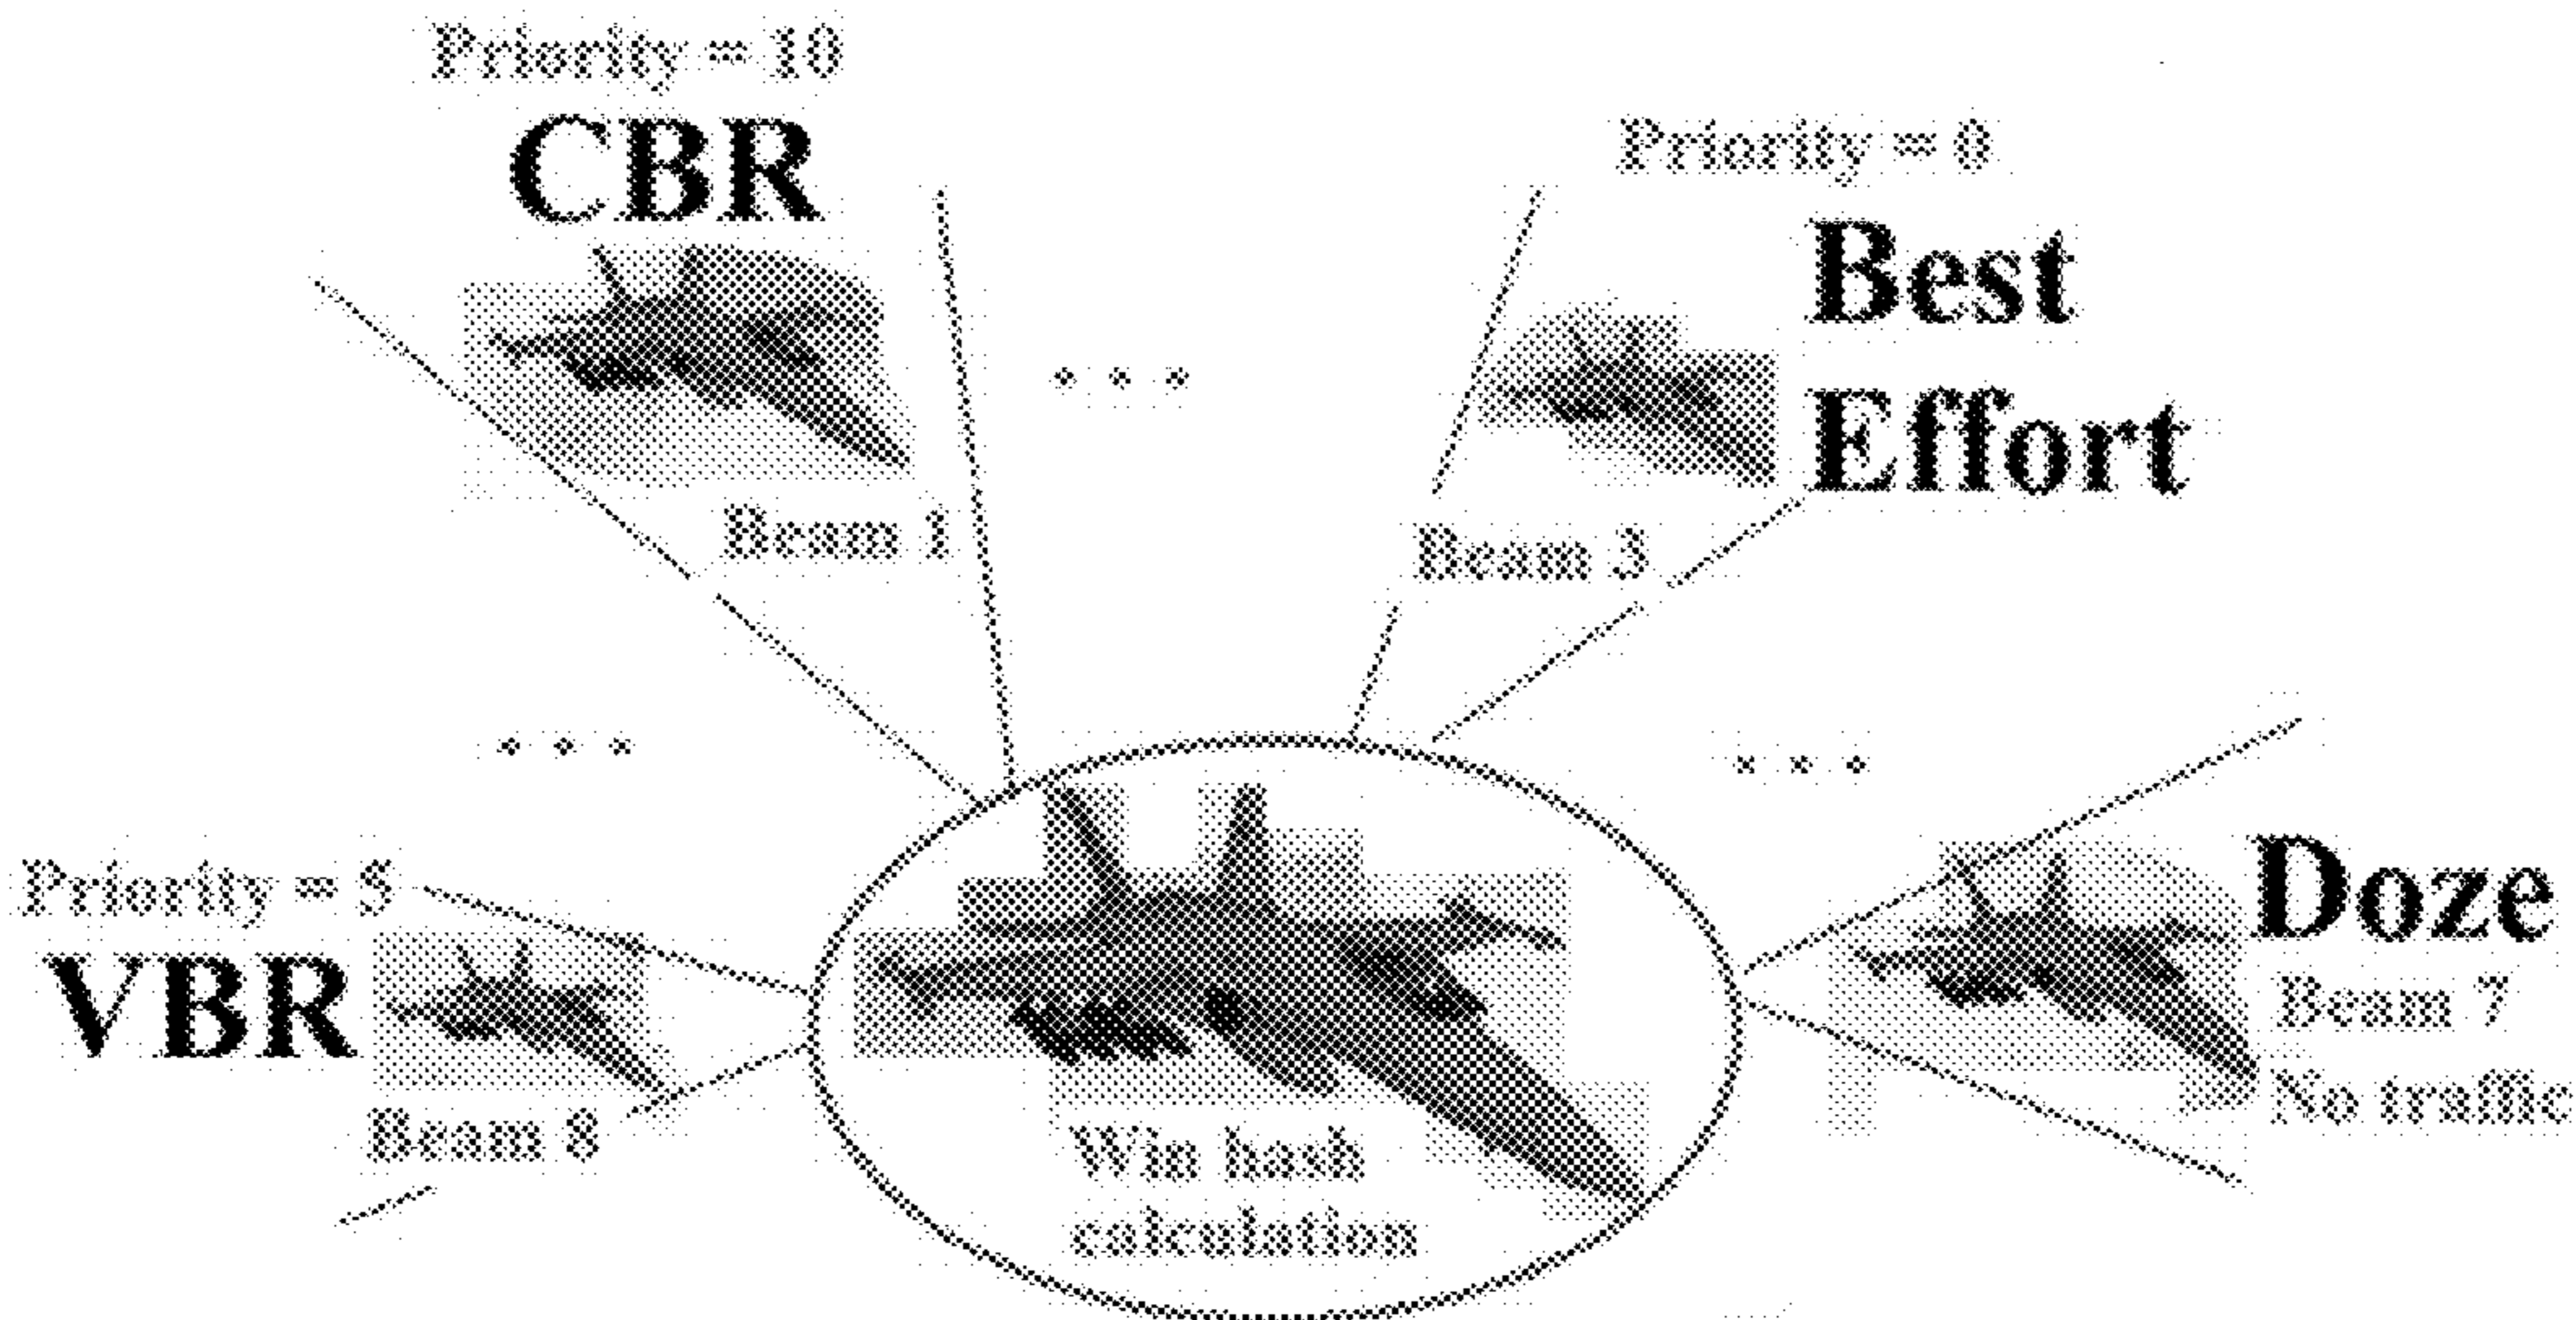 Priority = 10
CBR
Beam 1
Priority = 0
Best
Effort
Beam 3
Priority = 5
VBR
Beam 8
Win hash
calculation
Doze
Beam 7
No traffic